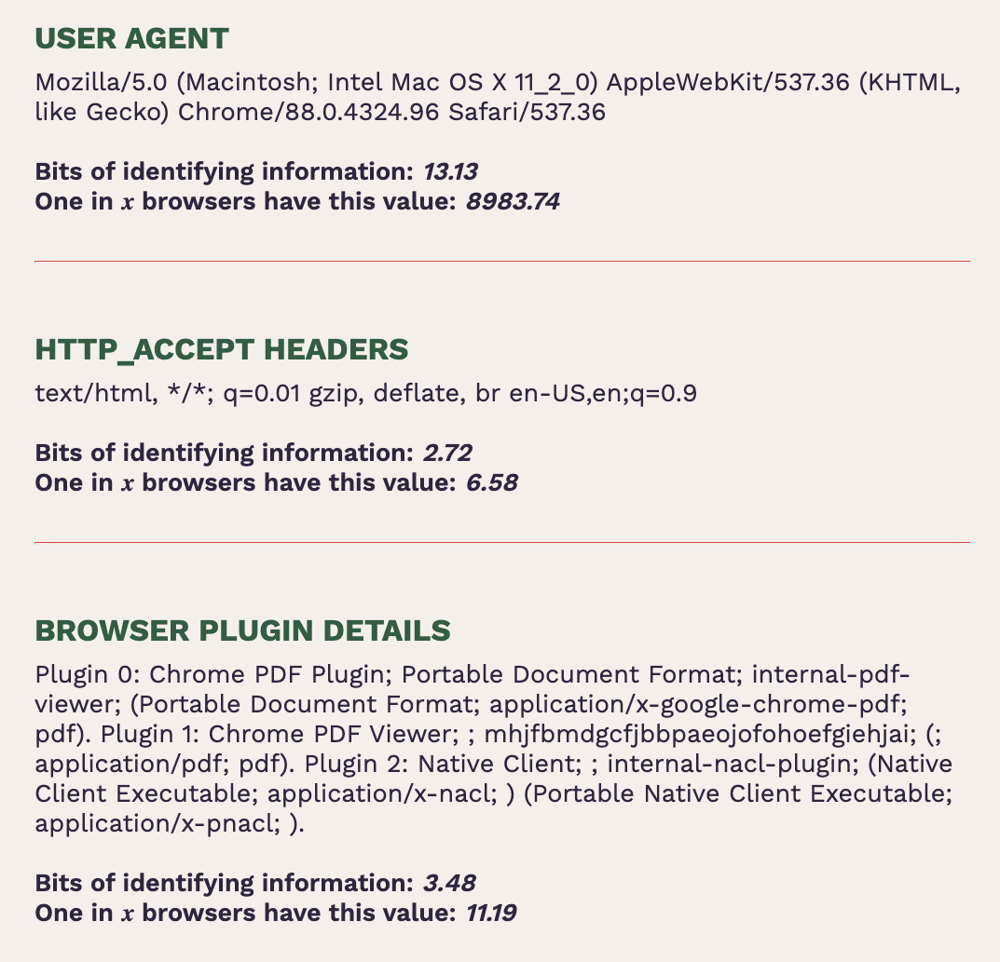 USER AGENT
Mozilla/5.0 (Macintosh; Intel Mac OS X 11_2_0) AppleWebKit/537.36 (KHTML,
like Gecko) Chrome/88.0.4324.96 Safari/537.36
Bits of identifying information: 13.13
One in x browsers have this value: 8983.74
HTTP_ACCEPT HEADERS
text/html, */*; q=0.01 gzip, deflate, br en-US,en;q=0.9
Bits of identifying information: 2.72
One in x browsers have this value: 6.58
BROWSER PLUGIN DETAILS
Plugin 0: Chrome PDF Plugin; Portable Document Format; internal-pdf-
viewer; (Portable Document Format; application/x-google-chrome-pdf;
pdf). Plugin 1: Chrome PDF Viewer; ; mhjfbmdgcfjbbpaeojofohoefgiehjai; (;
application/pdf; pdf). Plugin 2: Native Client; ; internal-nacl-plugin; (Native
Client Executable; application/x-nacl; ) (Portable Native Client Executable;
application/x-pnacl; ).
Bits of identifying information: 3.48
One in x browsers have this value: 11.19